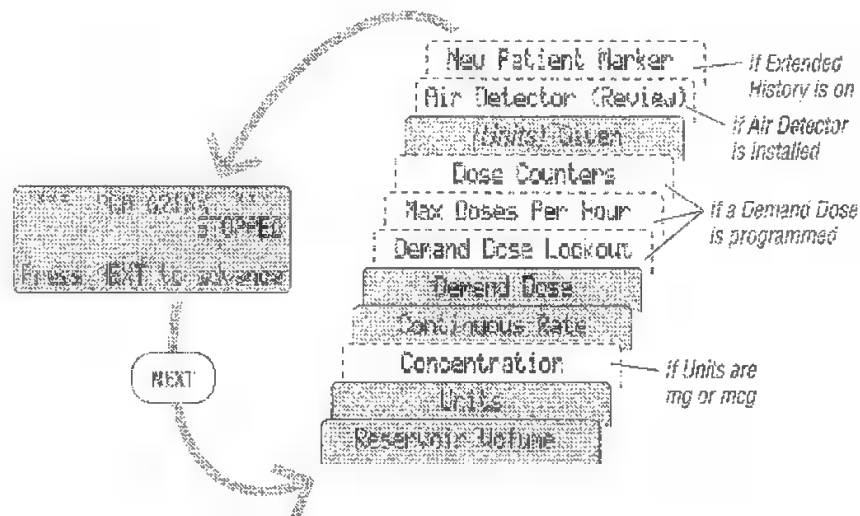 New Patient Marker
Air Detector (Review)
(Units) Given
Dose Counters
Max Doses Per Hour
Demand Dose Lockout
Demand Dose
Continuous Rate
Concentration
Units
Reservoir Volume
If Extended
History is on
If Air Detector
is installed
If a Demand Dose
is programmed
If Units are
mg or mcg
STOPPED
Press NEXT to advance
NEXT